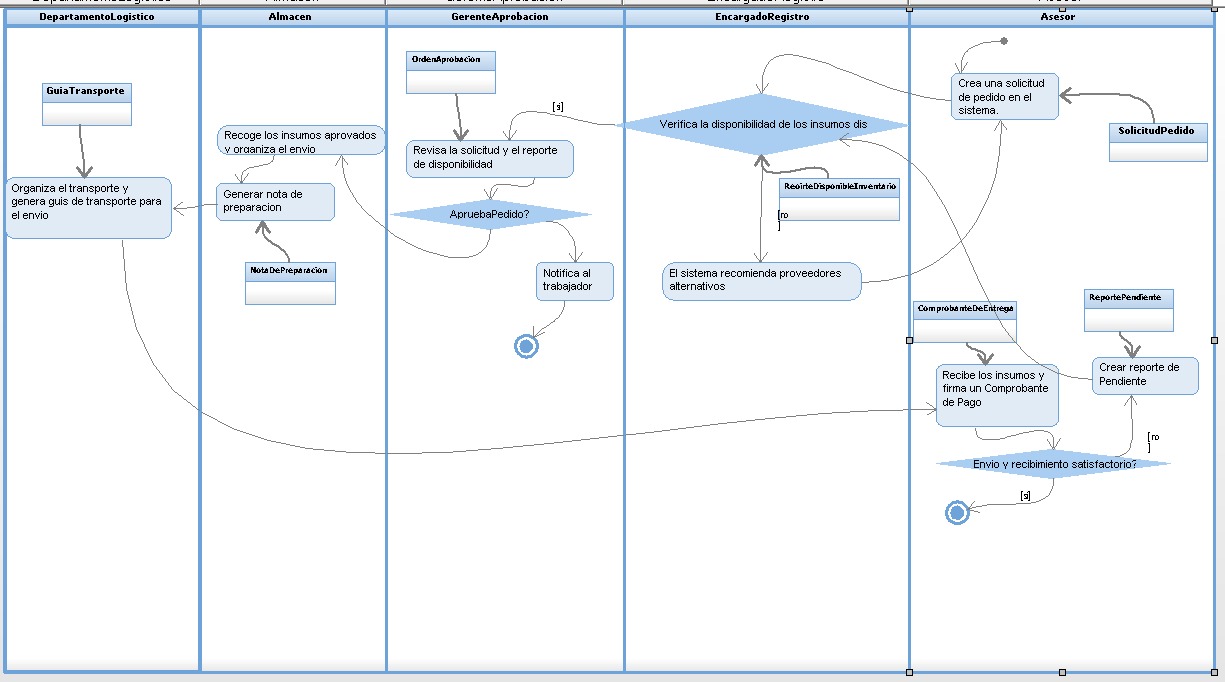 DepartamentoLogistico
Almacen
GerenteAprobacion
EncargadoRegistro
Asesor
GuiaTransporte
Organiza el transporte y
genera guis de transporte para
el envio
Recoge los insumos aprovados
y organiza el envio
Generar nota de
preparacion
NotaDePreparacion
OrdenAprobacion
[si]
Revisa la solicitud y el reporte
de disponibilidad
ApruebaPedido?
Notifica al
trabajador
Verifica la disponibilidad de los insumos dis
ReoirteDisponibleInventario
[no
]
El sistema recomienda proveedores
alternativos
Crea una solicitud
de pedido en el
sistema.
SolicitudPedido
ComprobanteDeEntrega
ReportePendiente
Recibe los insumos y
firma un Comprobante
de Pago
Crear reporte de
Pendiente
[no
]
Envio y recibimiento satisfactorio?
[si]